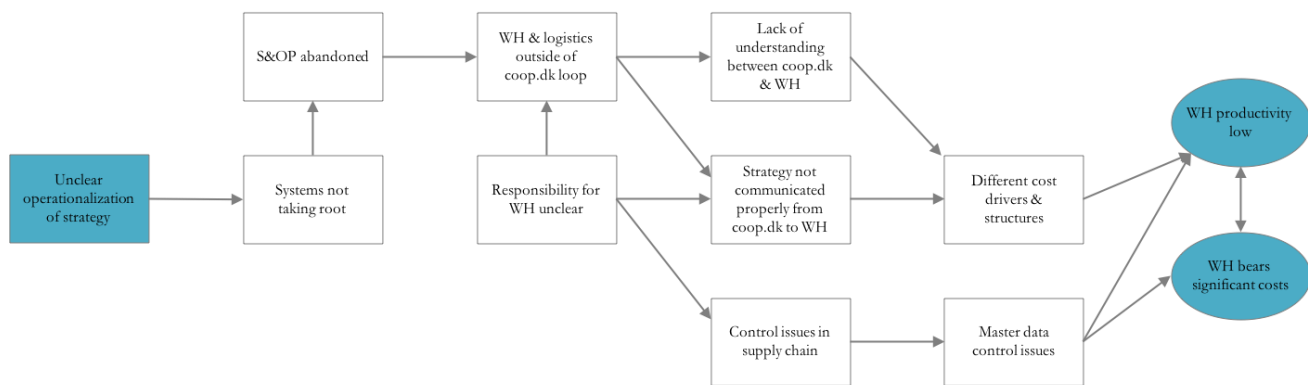 S&OP abandoned
WH & logistics
outside of
coop.dk loop
Lack of
understanding
between coop.dk
& WH
WH productivity
low
Unclear
operationalization
of strategy
Systems not
taking root
Responsibility for
WH unclear
Strategy not
communicated
properly from
coop.dk to WH
Different cost
drivers &
structures
WH bears
significant costs
Control issues in
supply chain
Master data
control issues